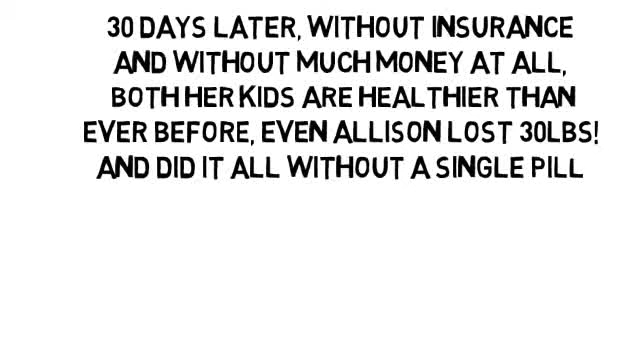 30 DAYS LATER, WITHOUT INSURANCE
AND WITHOUT MUCH MONEY AT ALL,
BOTH HER KIDS ARE HEALTHIER THAN
EVER BEFORE, EVEN ALLISON LOST 30LBS!
AND DID IT ALL WITHOUT A SINGLE PILL